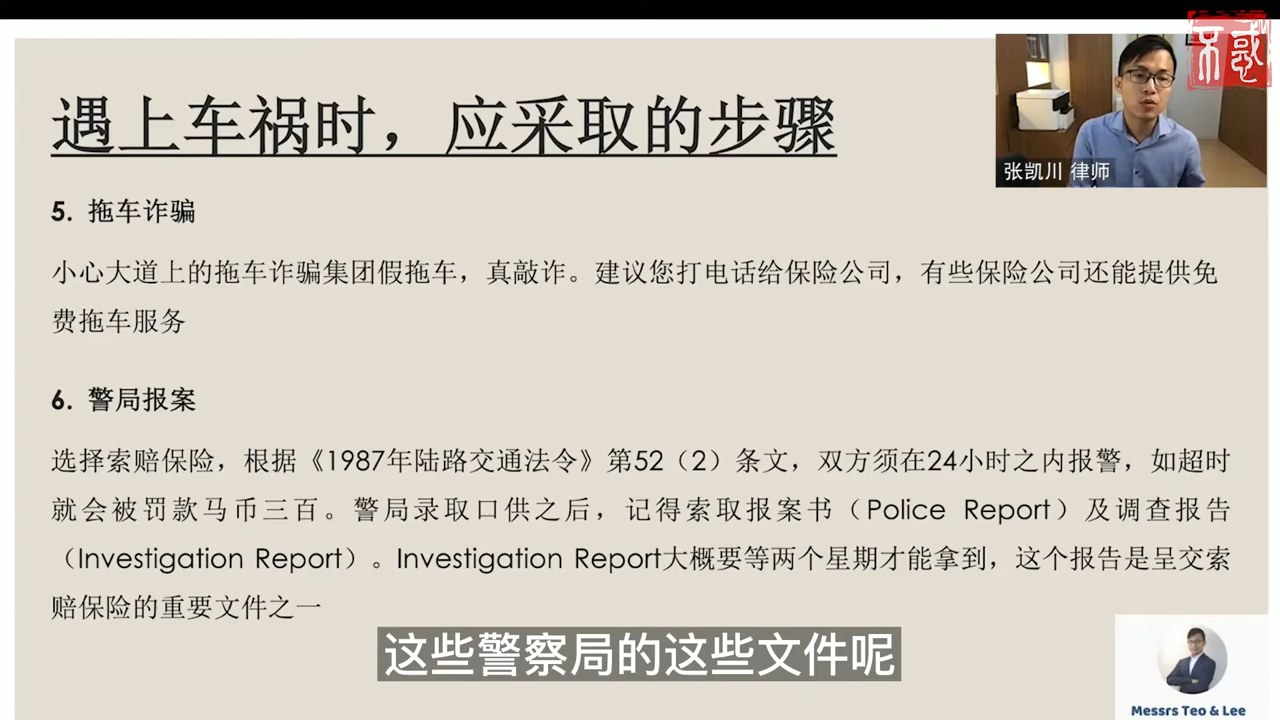 不惑
遇上车祸时，应采取的步骤
张凯川 律师
5. 拖车诈骗
小心大道上的拖车诈骗集团假拖车，真敲诈。建议您打电话给保险公司，有些保险公司还能提供免
费拖车服务
6. 警局报案
选择索赔保险，根据《1987年陆路交通法令》第52（2）条文，双方须在24小时之内报警，如超时
就会被罚款马币三百。警局录取口供之后，记得索取报案书（Police Report）及调查报告
（Investigation Report）。Investigation Report大概要等两个星期才能拿到，这个报告是呈交索
赔保险的重要文件之一
这些警察局的这些文件呢
Messrs Teo & Lee